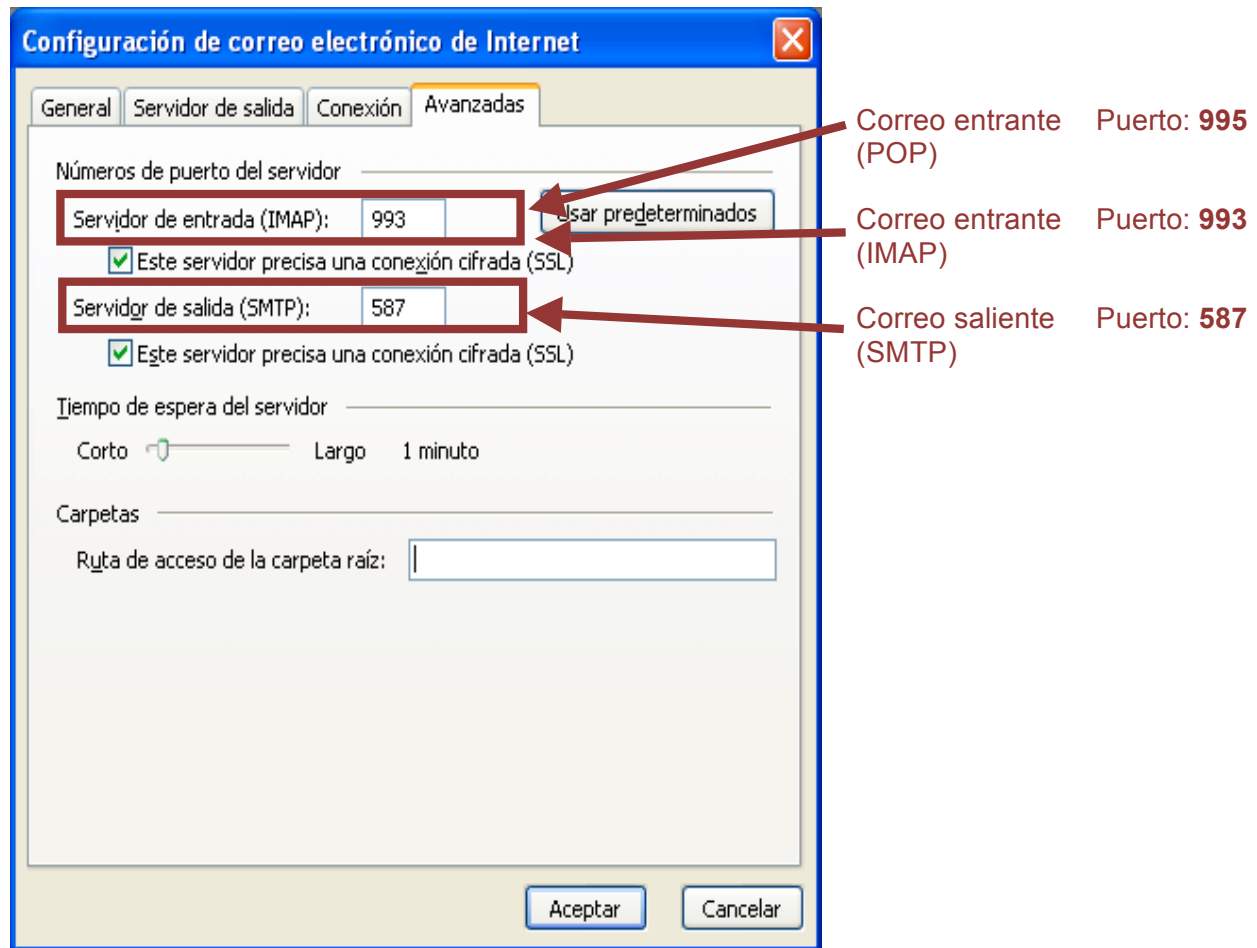 Configuración de correo electrónico de Internet
General Servidor de salida Conexión Avanzadas
Números de puerto del servidor
Servidor de entrada (IMAP): 993 Usar predeterminados
Este servidor precisa una conexión cifrada (SSL)
Servidor de salida (SMTP): 587
Este servidor precisa una conexión cifrada (SSL)
Tiempo de espera del servidor
Corto Largo 1 minuto
Carpetas
Ruta de acceso de la carpeta raíz:
Aceptar Cancelar
Correo entrante Puerto: 995
(POP)
Correo entrante Puerto: 993
(IMAP)
Correo saliente Puerto: 587
(SMTP)